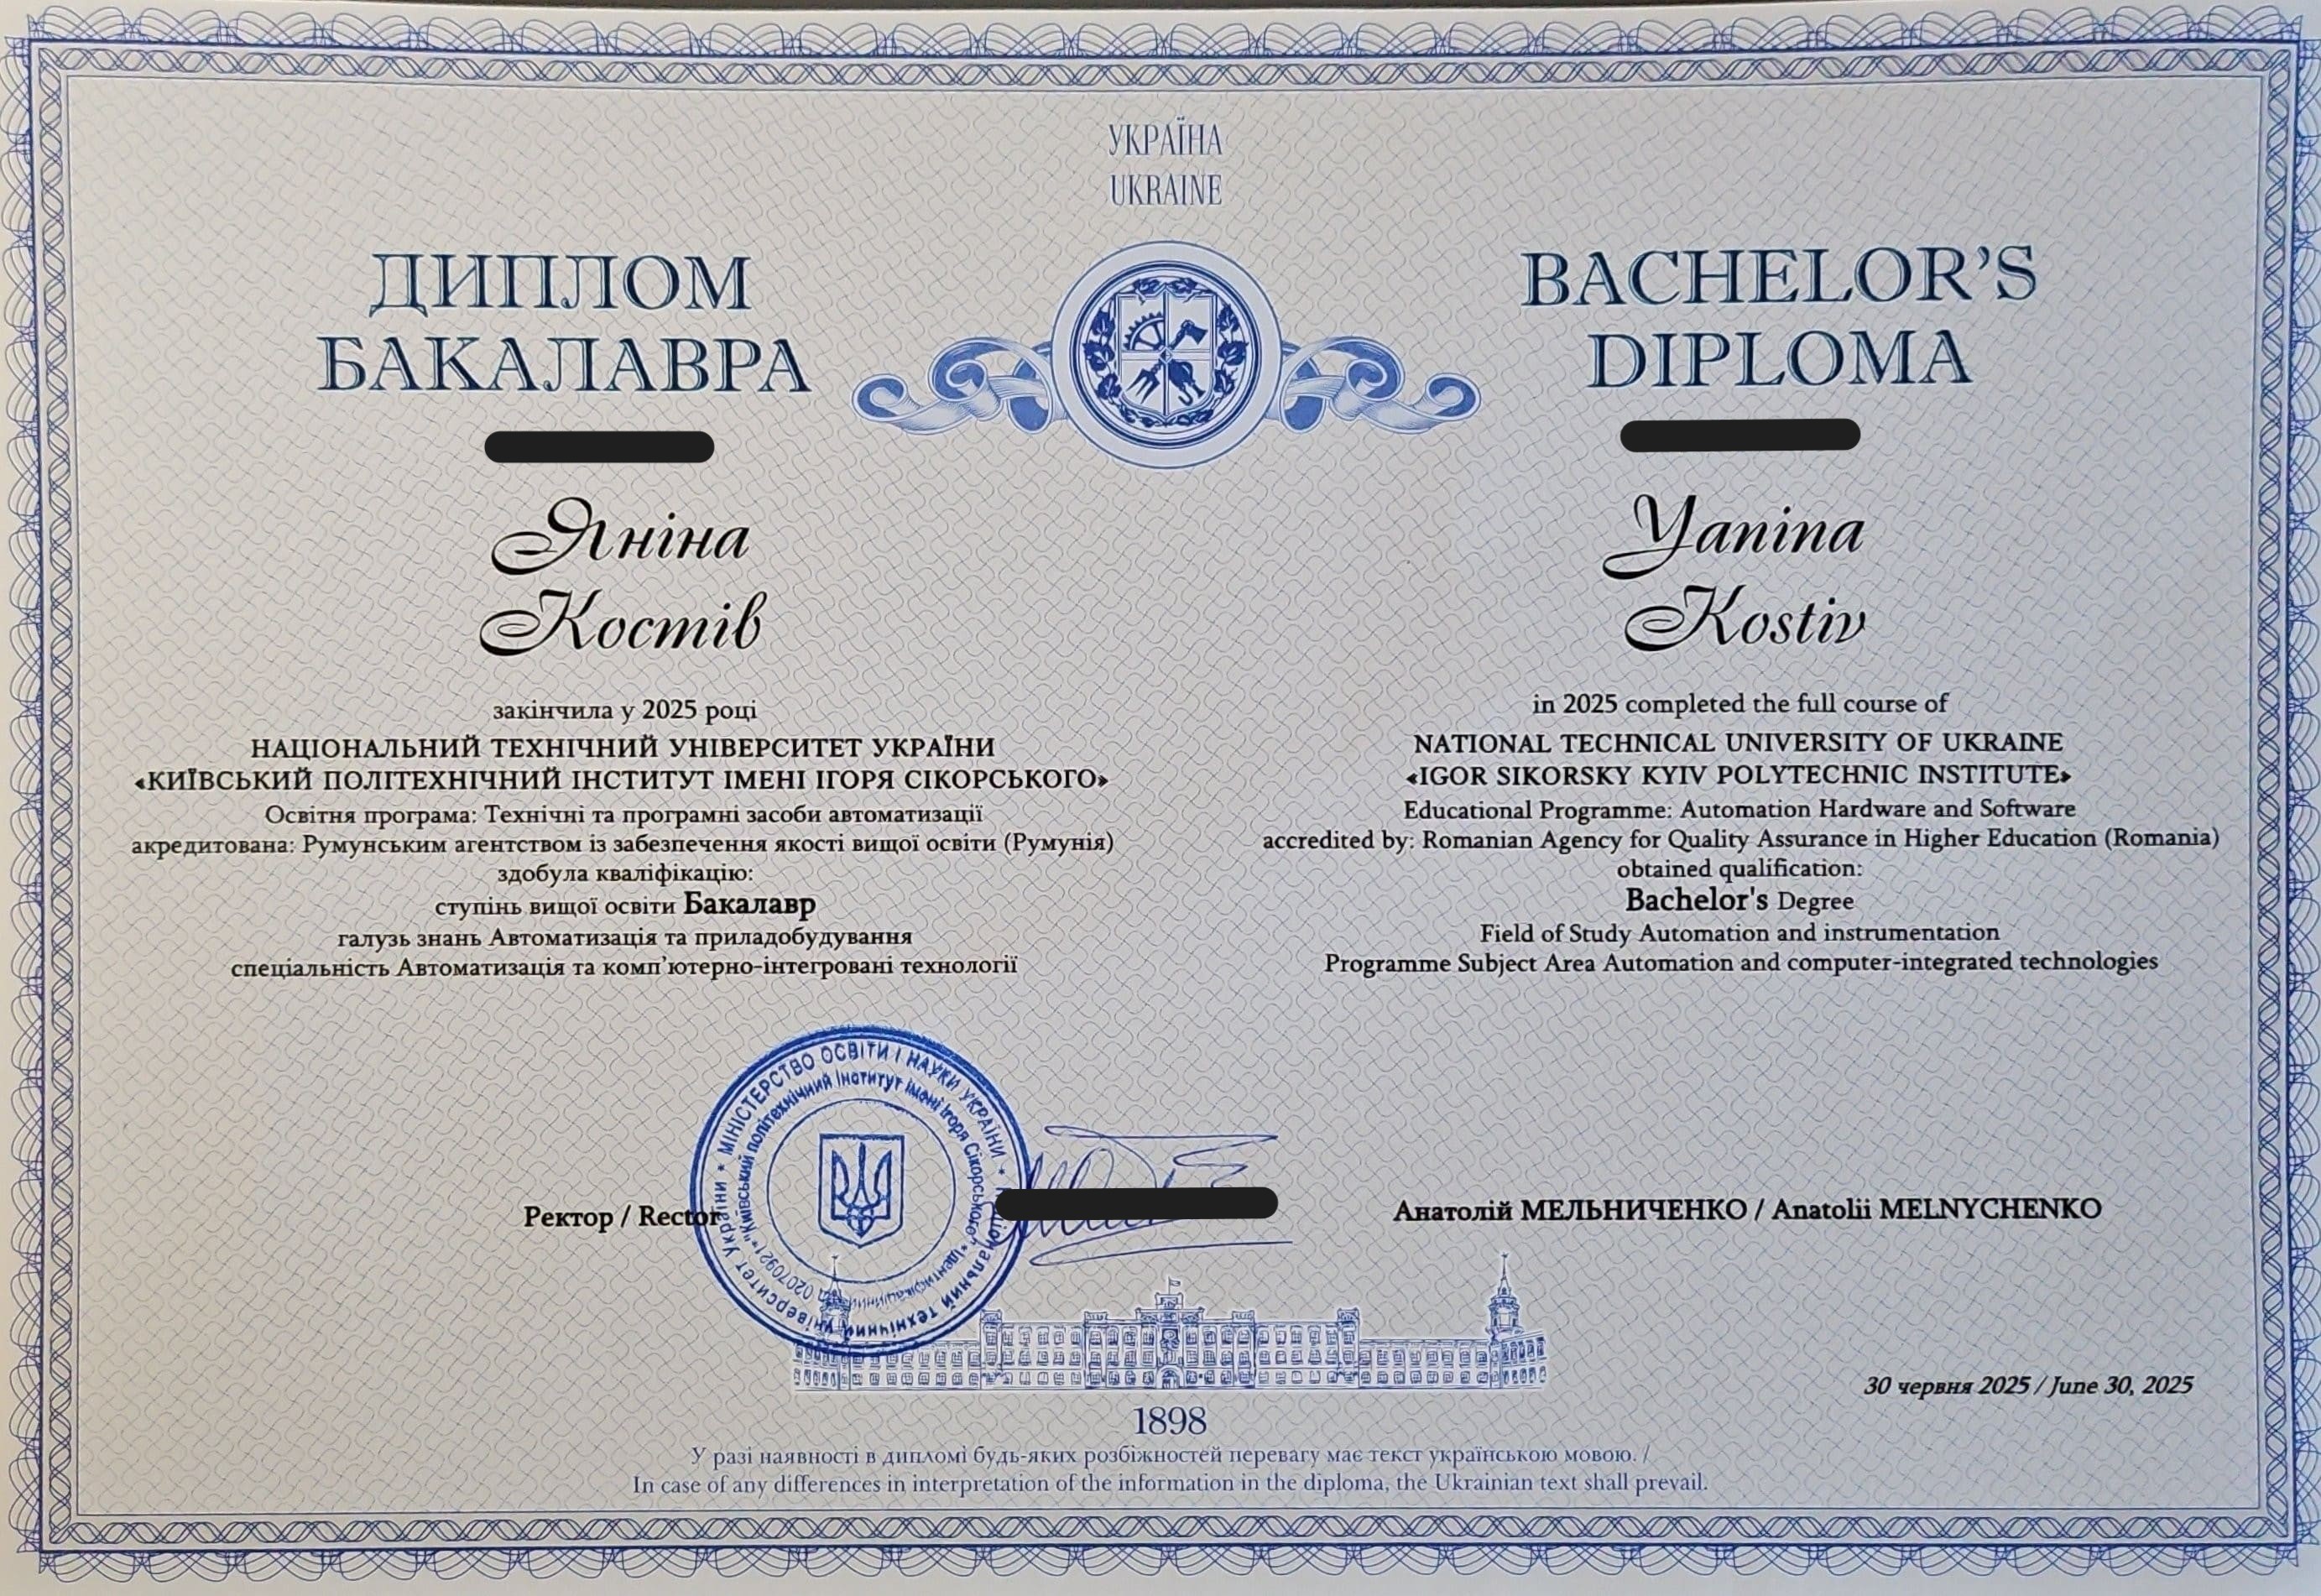 УКРАЇНА
UKRAINE
ДИПЛОМ
БАКАЛАВРА
Яніна
Костів
закінчила у 2025 році
НАЦІОНАЛЬНИЙ ТЕХНІЧНИЙ УНІВЕРСИТЕТ УКРАЇНИ
«КИЇВСЬКИЙ ПОЛІТЕХНІЧНИЙ ІНСТИТУТ ІМЕНІ ІГОРЯ СІКОРСЬКОГО»
Освітня програма: Технічні та програмні засоби автоматизації
акредитована: Румунським агентством із забезпечення якості вищої освіти (Румунія)
здобула кваліфікацію:
ступінь вищої освіти Бакалавр
галузь знань Автоматизація та приладобудування
спеціальність Автоматизація та комп’ютерно-інтегровані технології
BACHELOR’S
DIPLOMA
Yanina
Kostiv
in 2025 completed the full course of
NATIONAL TECHNICAL UNIVERSITY OF UKRAINE
«IGOR SIKORSKY KYIV POLYTECHNIC INSTITUTE»
Educational Programme: Automation Hardware and Software
accredited by: Romanian Agency for Quality Assurance in Higher Education (Romania)
obtained qualification:
Bachelor's Degree
Field of Study Automation and instrumentation
Programme Subject Area Automation and computer-integrated technologies
Ректор / Rector
МІНІСТЕРСТВО ОСВІТИ І НАУКИ УКРАЇНИ * Національний технічний університет України *
"Київський політехнічний інститут імені Ігоря Сікорського" * Ідентифікаційний код 02070921 *
Анатолій МЕЛЬНИЧЕНКО / Anatolii MELNYCHENKO
30 червня 2025 / June 30, 2025
1898
У разі наявності в дипломі будь-яких розбіжностей перевагу має текст українською мовою. /
In case of any differences in interpretation of the information in the diploma, the Ukrainian text shall prevail.